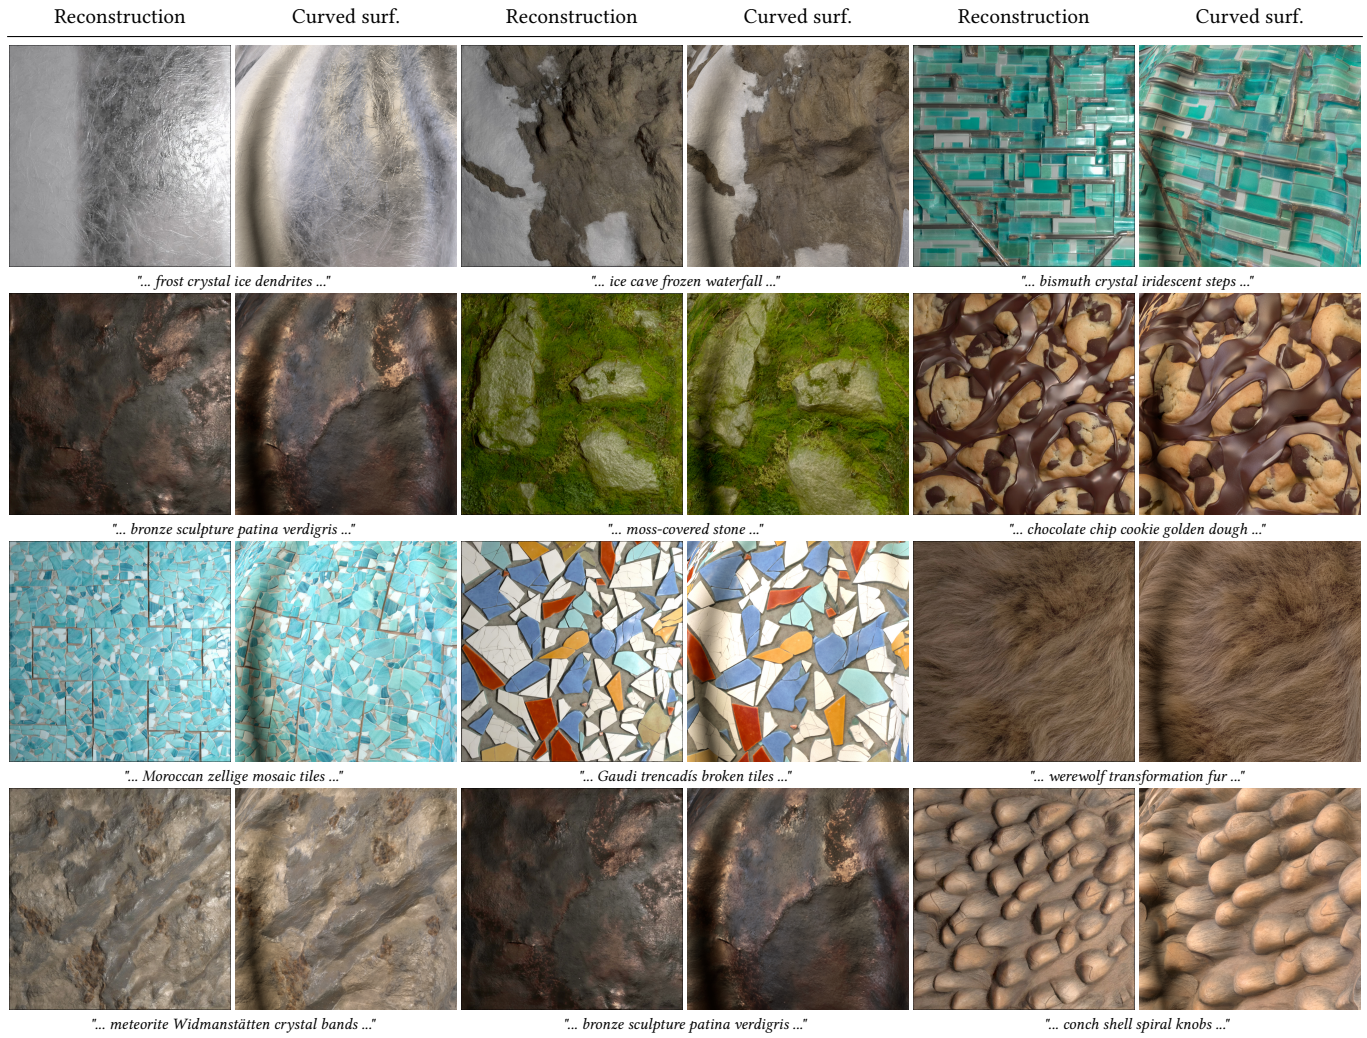 Reconstruction Curved surf. Reconstruction Curved surf. Reconstruction Curved surf.
"... frost crystal ice dendrites ..." "... ice cave frozen waterfall ..." "... bismuth crystal iridescent steps ..."
"... bronze sculpture patina verdigris ..." "... moss-covered stone ..." "... chocolate chip cookie golden dough ..."
"... Moroccan zellige mosaic tiles ..." "... Gaudi trencadís broken tiles ..." "... werewolf transformation fur ..."
"... meteorite Widmanstätten crystal bands ..." "... bronze sculpture patina verdigris ..." "... conch shell spiral knobs ..."